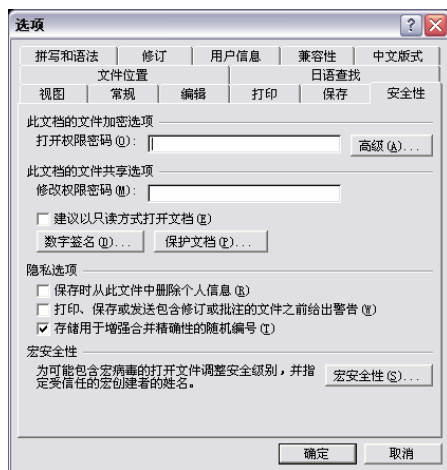 选项
拼写和语法 修订 用户信息 兼容性 中文版式
文件位置 日语查找
视图 常规 编辑 打印 保存 安全性
此文档的文件加密选项
打开权限密码(O): 高级(A)...
此文档的文件共享选项
修改权限密码(M):
建议以只读方式打开文档(E)
数字签名(D)... 保护文档(P)...
隐私选项
保存时从此文件中删除个人信息(R)
打印、保存或发送包含修订或批注的文件之前给出警告(W)
存储用于增强合并精确性的随机编号(T)
宏安全性
为可能包含宏病毒的打开文件调整安全级别，并指
定受信任的宏创建者的姓名。 宏安全性(S)...
确定 取消